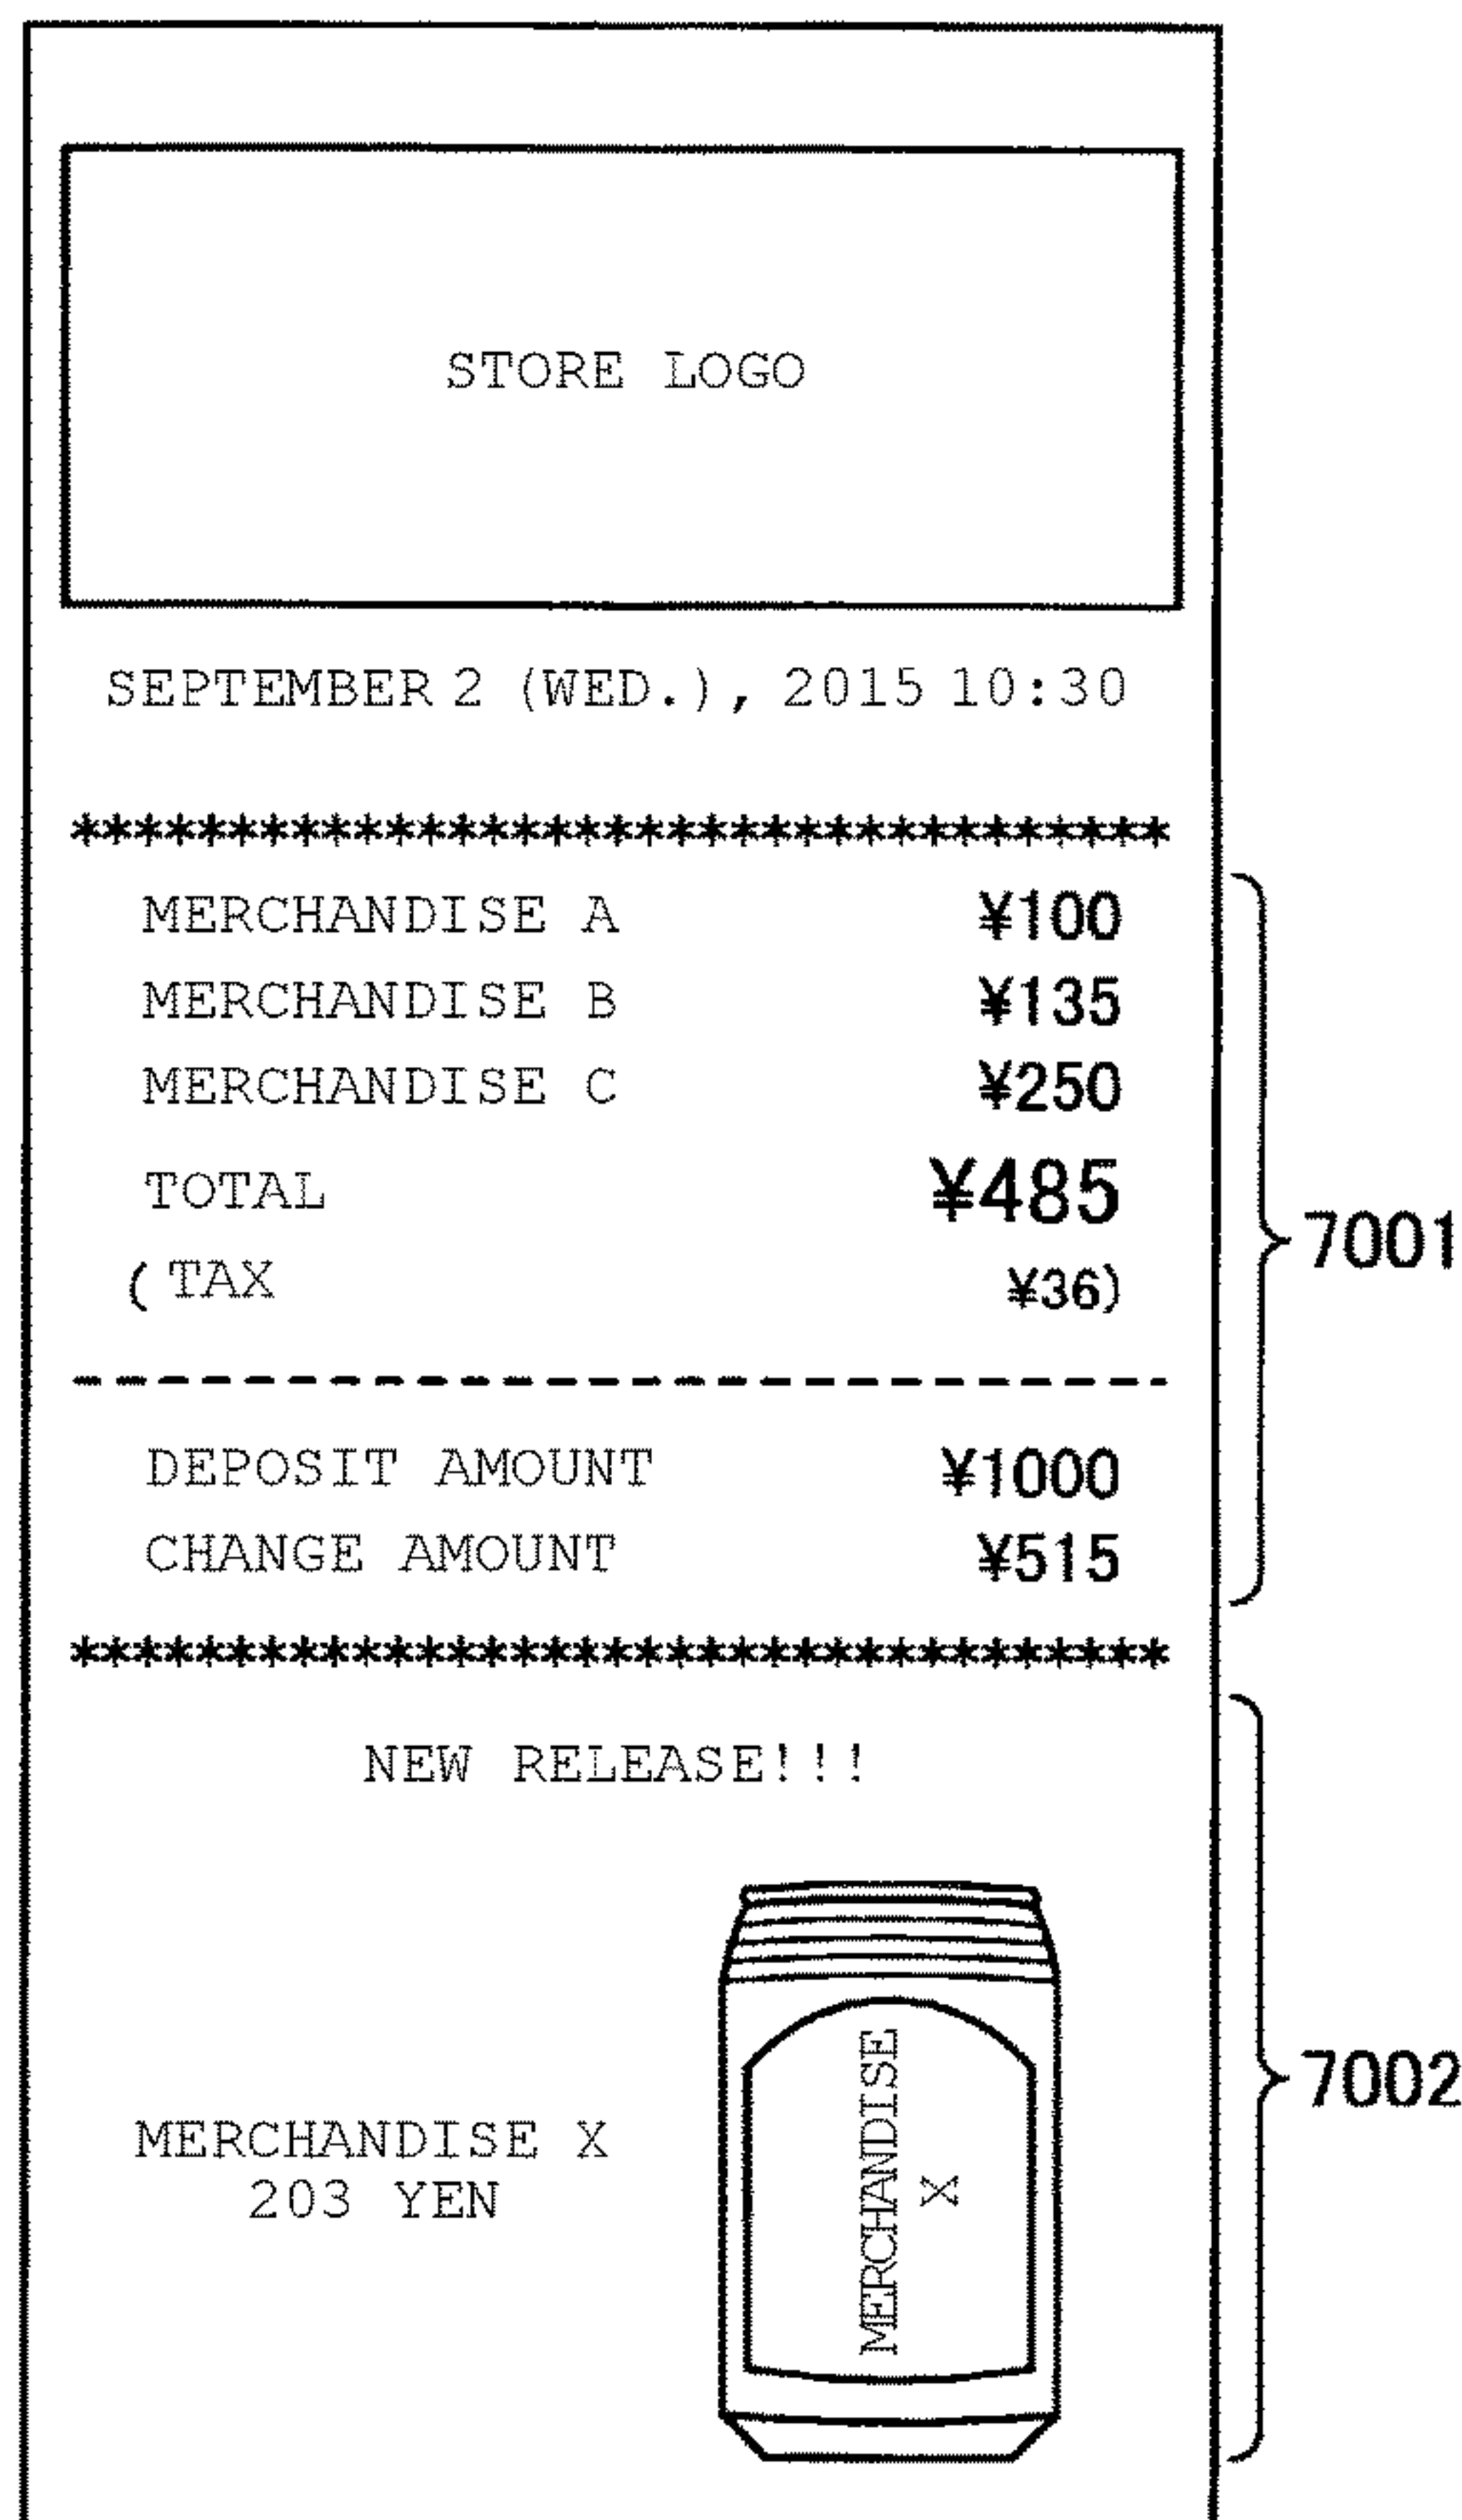 STORE LOGO
SEPTEMBER 2 (WED.), 2015 10:30
***********************************
MERCHANDISE A ¥100
MERCHANDISE B ¥135
MERCHANDISE C ¥250
TOTAL ¥485
(TAX ¥36)
--------------------------
DEPOSIT AMOUNT ¥1000
CHANGE AMOUNT ¥515
***********************************
7001
NEW RELEASE!!!
MERCHANDISE X
203 YEN
MERCHANDISE
X
7002